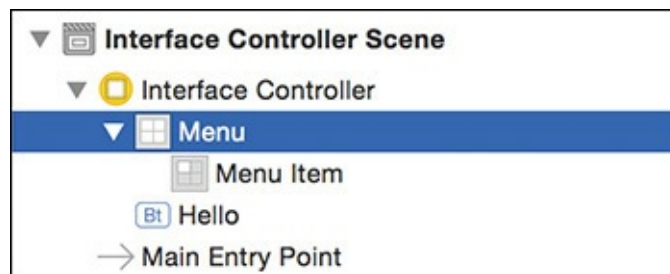 Interface Controller Scene
Interface Controller
Menu
Menu Item
Bt Hello
Main Entry Point